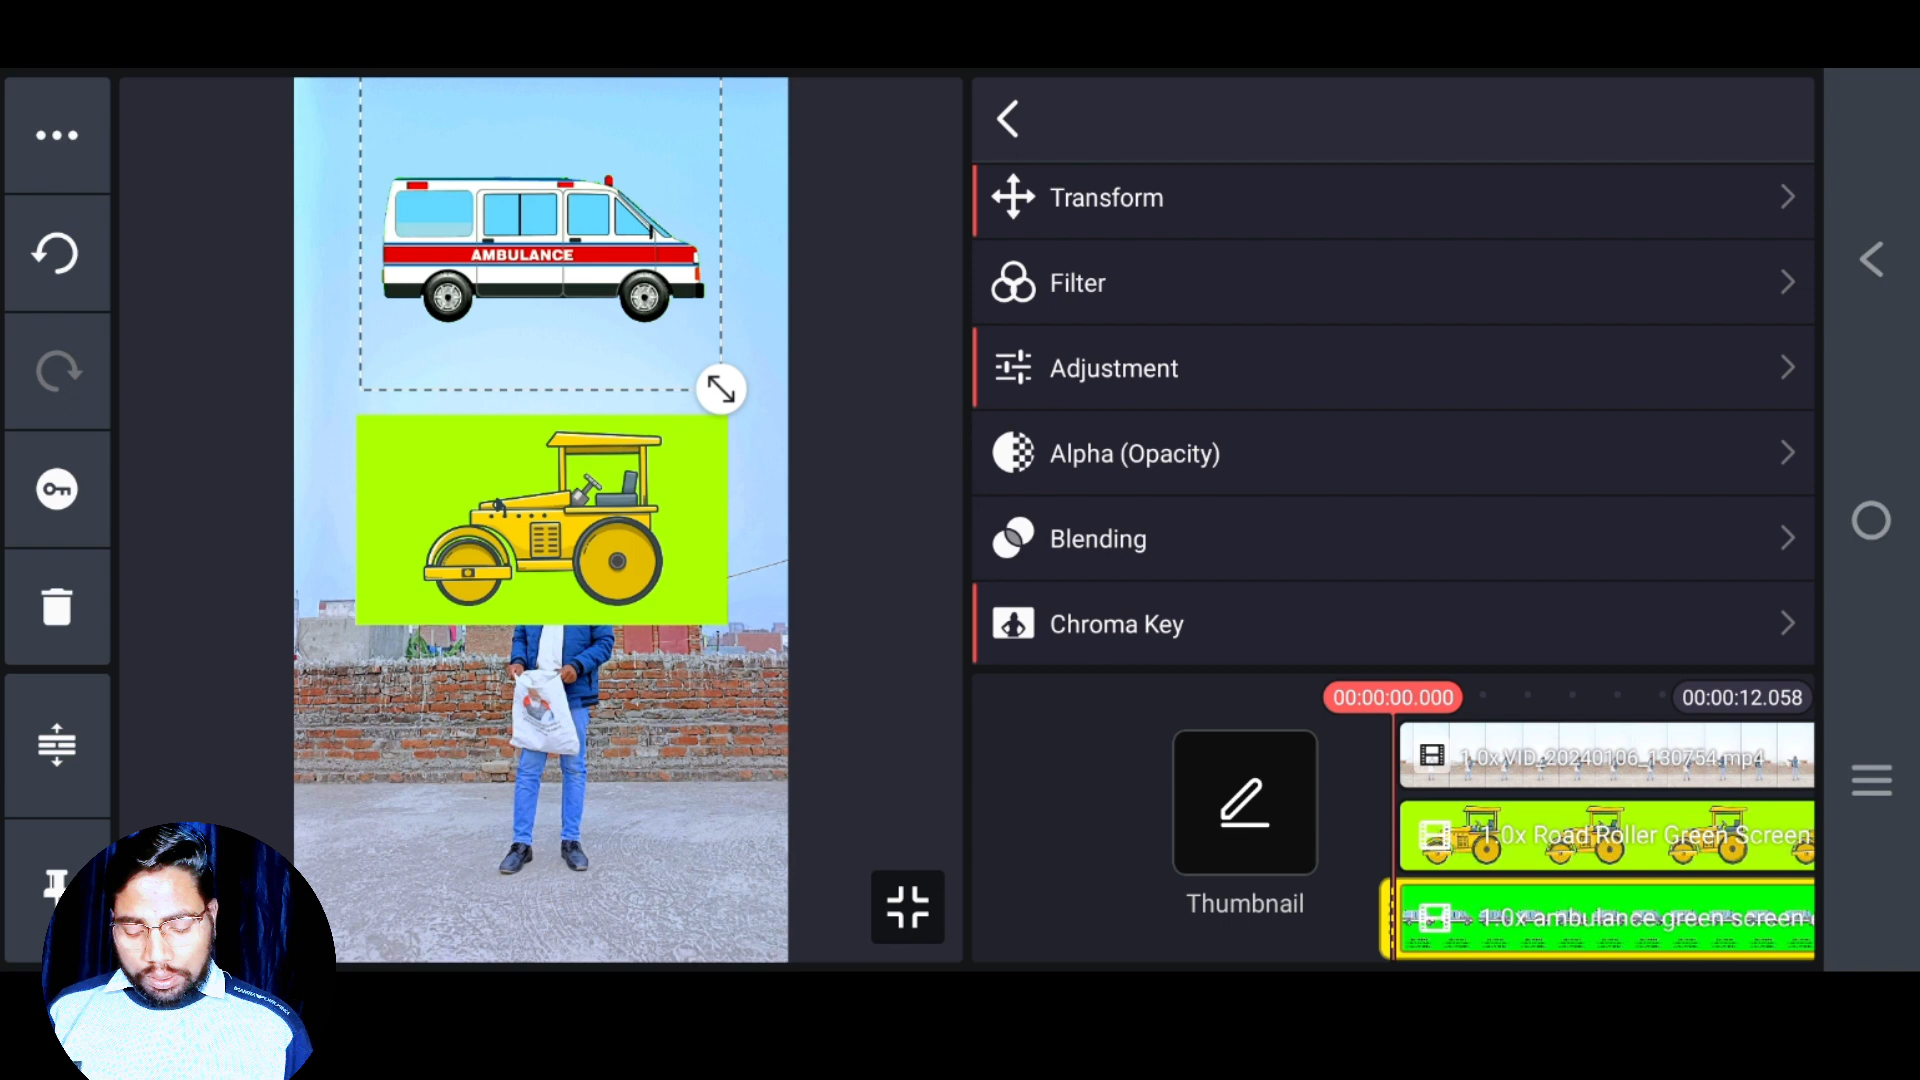 AMBULANCE
Transform
Filter
Adjustment
Alpha (Opacity)
Blending
Chroma Key
00:00:00.000
00:00:12.058
1.0x VID_20240106_130754.mp4
1.0x Road Roller Green Screen
1.0x ambulance green screen
Thumbnail